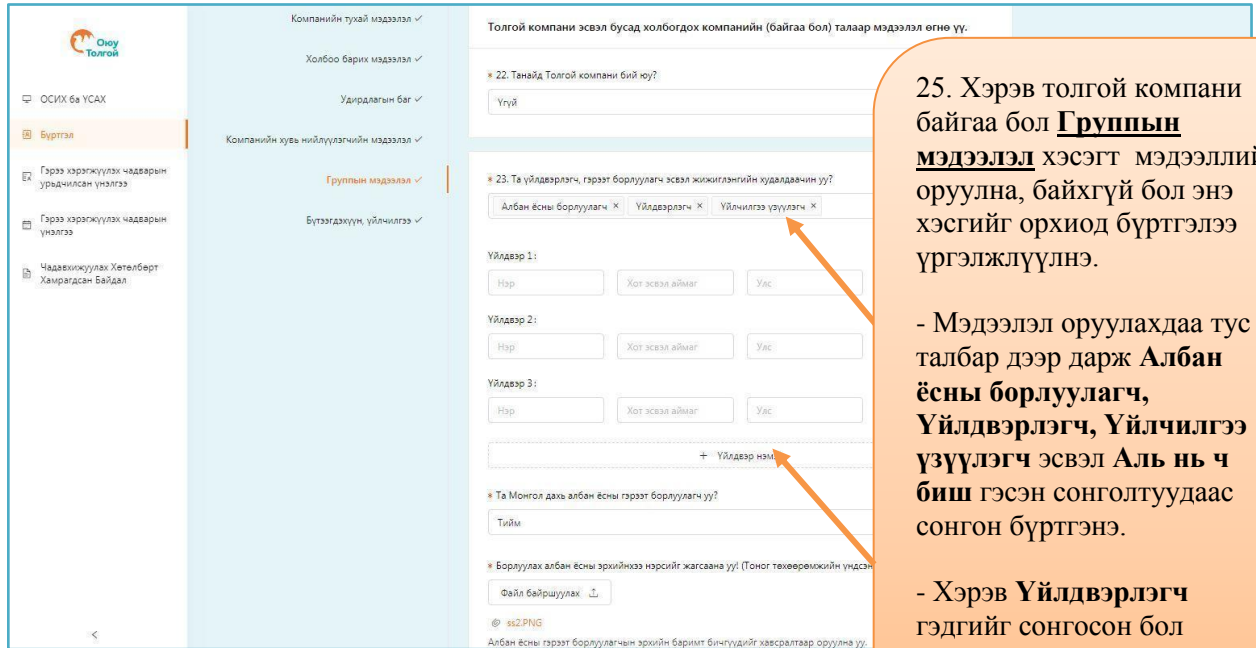 Оюу
Толгой
ОСИХ ба ҮСАХ
Бүртгэл
Гэрээ хэрэгжүүлэх чадварын
урьдчилсан үнэлгээ
Гэрээ хэрэгжүүлэх чадварын
үнэлгээ
Чадавхижуулах Хөтөлбөрт
Хамрагдсан Байдал
<
Компанийн тухай мэдээлэл ✓
Холбоо барих мэдээлэл ✓
Удирдлагын баг ✓
Компанийн хувь нийлүүлэгчийн мэдээлэл ✓
Группын мэдээлэл ✓
Бүтээгдэхүүн, үйлчилгээ ✓
Толгой компани эсвэл бусад холбогдох компанийн (байгаа бол) талаар мэдээлэл өгнө үү.
* 22. Танайд Толгой компани бий юу?
Үгүй
* 23. Та үйлдвэрлэгч, гэрээт борлуулагч эсвэл жижиглэнгийн худалдаачин уу?
Албан ёсны борлуулагч × Үйлдвэрлэгч × Үйлчилгээ үзүүлэгч ×
Үйлдвэр 1:
Нэр Хот эсвэл аймаг Улс
Үйлдвэр 2:
Нэр Хот эсвэл аймаг Улс
Үйлдвэр 3:
Нэр Хот эсвэл аймаг Улс
+ Үйлдвэр нэм
* Та Монгол дахь албан ёсны гэрээт борлуулагч уу?
Тийм
* Борлуулах албан ёсны эрхийнхээ нэрсийг жагсаана уу! (Тоног төхөөрөмжийн үндсэн
Файл байршуулах
ss2.PNG
Албан ёсны гэрээт борлуулагчын эрхийн баримт бичгүүдийг хавсралтаар оруулна уу.
25. Хэрэв толгой компани
байгаа бол Группын
мэдээлэл хэсэгт мэдээллий
оруулна, байхгүй бол энэ
хэсгийг орхиод бүртгэлээ
үргэлжлүүлнэ.
- Мэдээлэл оруулахдаа тус
талбар дээр дарж Албан
ёсны борлуулагч,
Үйлдвэрлэгч, Үйлчилгээ
үзүүлэгч эсвэл Аль нь ч
биш гэсэн сонголтуудаас
сонгон бүртгэнэ.
- Хэрэв Үйлдвэрлэгч
гэдгийг сонгосон бол